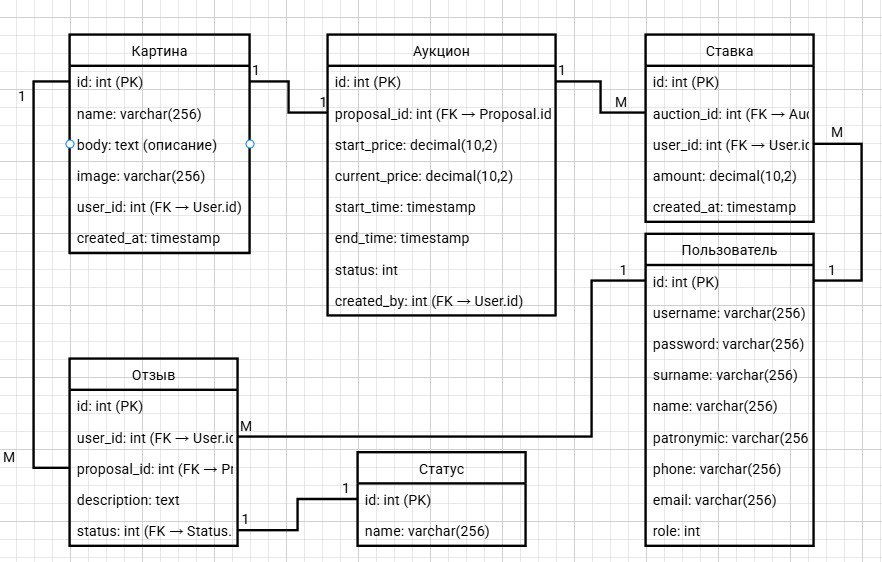 Картина
id: int (PK)
name: varchar(256)
body: text (описание)
image: varchar(256)
user_id: int (FK → User.id)
created_at: timestamp
Аукцион
id: int (PK)
proposal_id: int (FK → Proposal.id
start_price: decimal(10,2)
current_price: decimal(10,2)
start_time: timestamp
end_time: timestamp
status: int
created_by: int (FK → User.id)
Ставка
id: int (PK)
auction_id: int (FK → Auc
user_id: int (FK → User.ic
amount: decimal(10,2)
created_at: timestamp
Пользователь
id: int (PK)
username: varchar(256)
password: varchar(256)
surname: varchar(256)
name: varchar(256)
patronymic: varchar(256
phone: varchar(256)
email: varchar(256)
role: int
Отзыв
id: int (PK)
user_id: int (FK → User.ic
proposal_id: int (FK → Pr
description: text
status: int (FK → Status.
Статус
id: int (PK)
name: varchar(256)
1
M
1
1
1
M
M
1
1
M
1
1